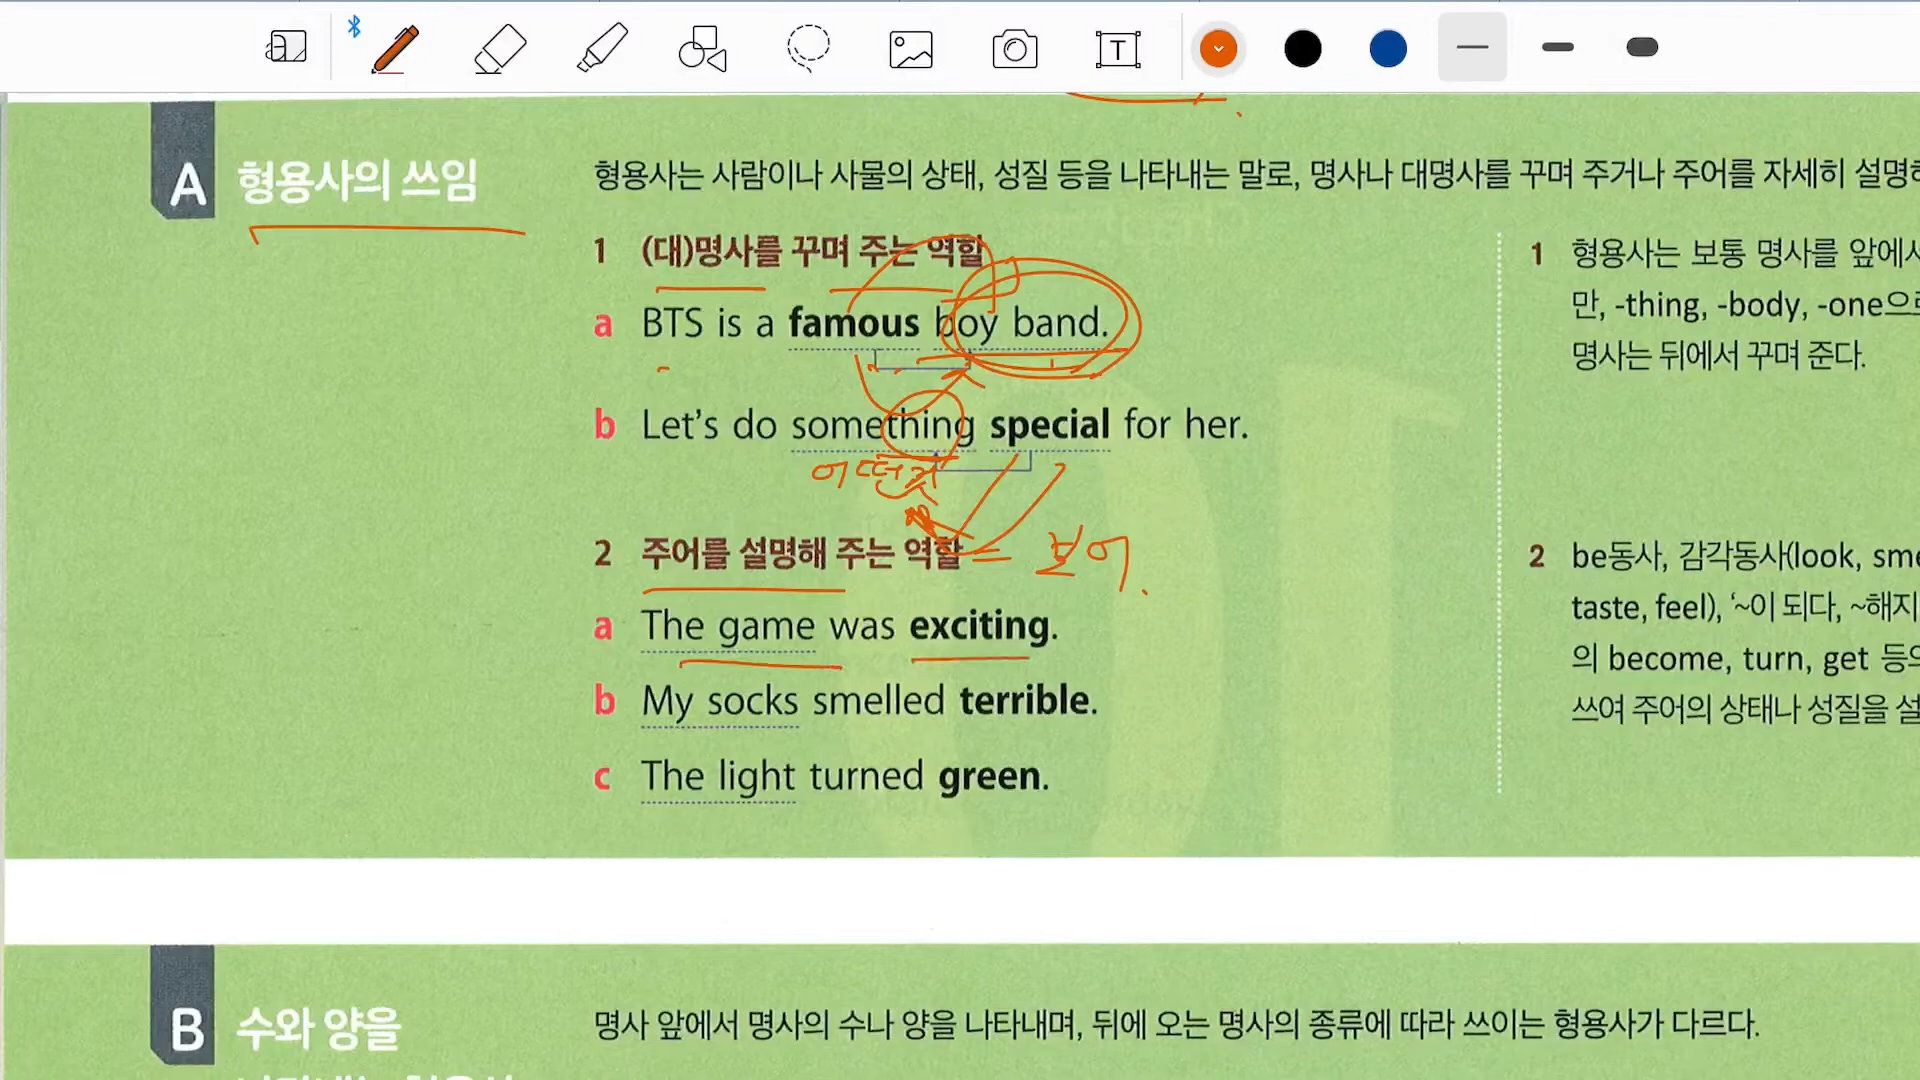 A 형용사의 쓰임
형용사는 사람이나 사물의 상태, 성질 등을 나타내는 말로, 명사나 대명사를 꾸며 주거나 주어를 자세히 설명
1 (대)명사를 꾸며 주는 역할
a BTS is a famous boy band.
b Let's do something special for her.
어떤것
2 주어를 설명해 주는 역할 = 보어.
a The game was exciting.
b My socks smelled terrible.
c The light turned green.
1 형용사는 보통 명사를 앞에서
만, -thing, -body, -one으로
명사는 뒤에서 꾸며 준다.
2 be동사, 감각동사(look, sme
taste, feel), '~이 되다, ~해지
의 become, turn, get 등의
쓰여 주어의 상태나 성질을 설
B 수와 양을
명사 앞에서 명사의 수나 양을 나타내며, 뒤에 오는 명사의 종류에 따라 쓰이는 형용사가 다르다.